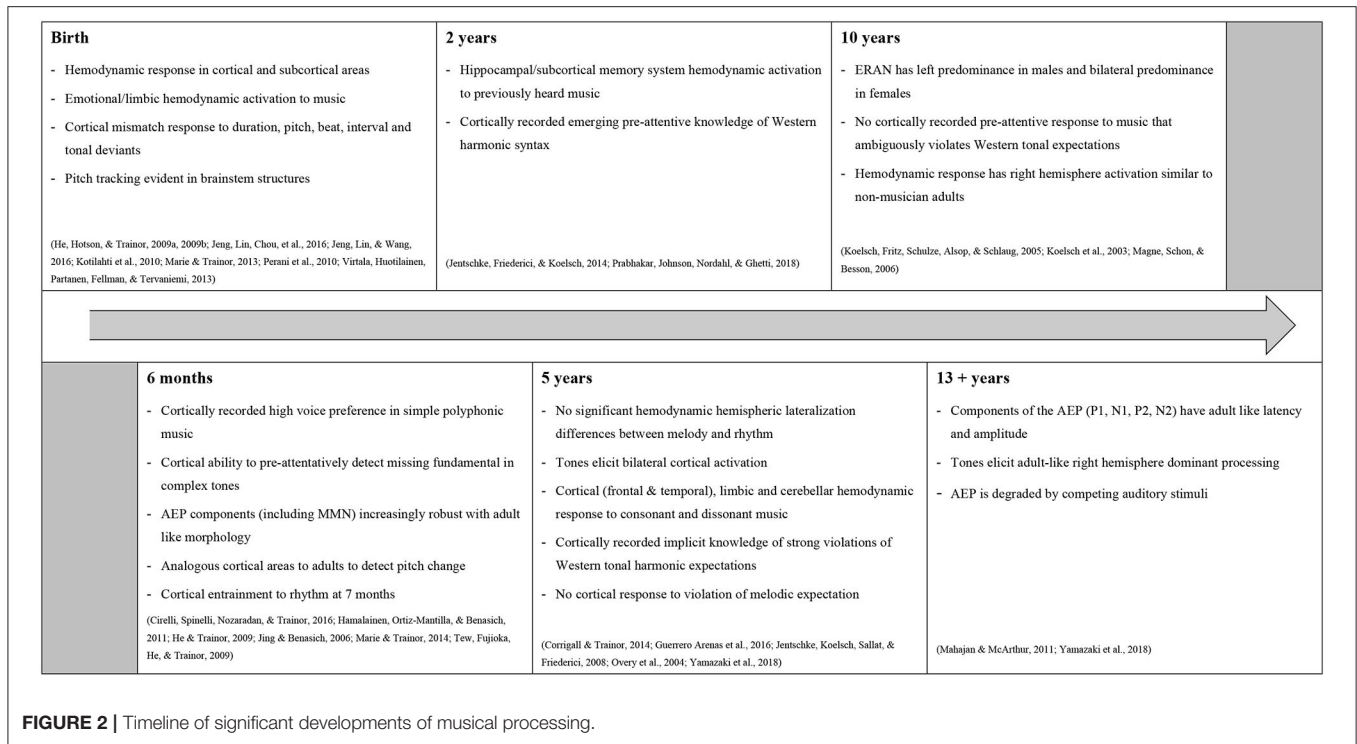 Birth
- Hemodynamic response in cortical and subcortical areas
- Emotional/limbic hemodynamic activation to music
- Cortical mismatch response to duration, pitch, beat, interval and
tonal deviants
- Pitch tracking evident in brainstem structures
(He, Hotson, & Trainor, 2009a, 2009b; Jeng, Lin, Chou, et al., 2016; Jeng, Lin, & Wang,
2016; Kotilahti et al., 2010; Marie & Trainor, 2013; Perani et al., 2010; Virtala, Huotilainen,
Partanen, Fellman, & Tervaniemi, 2013)
2 years
- Hippocampal/subcortical memory system hemodynamic activation
to previously heard music
- Cortically recorded emerging pre-attentive knowledge of Western
harmonic syntax
(Jentschke, Friederici, & Koelsch, 2014; Prabhakar, Johnson, Nordahl, & Ghetti, 2018)
10 years
- ERAN has left predominance in males and bilateral predominance
in females
- No cortically recorded pre-attentive response to music that
ambiguously violates Western tonal expectations
- Hemodynamic response has right hemisphere activation similar to
non-musician adults
(Koelsch, Fritz, Schulze, Alsop, & Schlaug, 2005; Koelsch et al., 2003; Magne, Schon, &
Besson, 2006)
6 months
- Cortically recorded high voice preference in simple polyphonic
music
- Cortical ability to pre-attentatively detect missing fundamental in
complex tones
- AEP components (including MMN) increasingly robust with adult
like morphology
- Analogous cortical areas to adults to detect pitch change
- Cortical entrainment to rhythm at 7 months
(Cirelli, Spinelli, Nozaradan, & Trainor, 2016; Hamalainen, Ortiz-Mantilla, & Benasich,
2011; He & Trainor, 2009; Jing & Benasich, 2006; Marie & Trainor, 2014; Tew, Fujioka,
He, & Trainor, 2009)
5 years
- No significant hemodynamic hemispheric lateralization
differences between melody and rhythm
- Tones elicit bilateral cortical activation
- Cortical (frontal & temporal), limbic and cerebellar hemodynamic
response to consonant and dissonant music
- Cortically recorded implicit knowledge of strong violations of
Western tonal harmonic expectations
- No cortical response to violation of melodic expectation
(Corrigall & Trainor, 2014; Guerrero Arenas et al., 2016; Jentschke, Koelsch, Sallat, &
Friederici, 2008; Overy et al., 2004; Yamazaki et al., 2018)
13 + years
- Components of the AEP (P1, N1, P2, N2) have adult like latency
and amplitude
- Tones elicit adult-like right hemisphere dominant processing
- AEP is degraded by competing auditory stimuli
(Mahajan & McArthur, 2011; Yamazaki et al., 2018)
FIGURE 2 | Timeline of significant developments of musical processing.